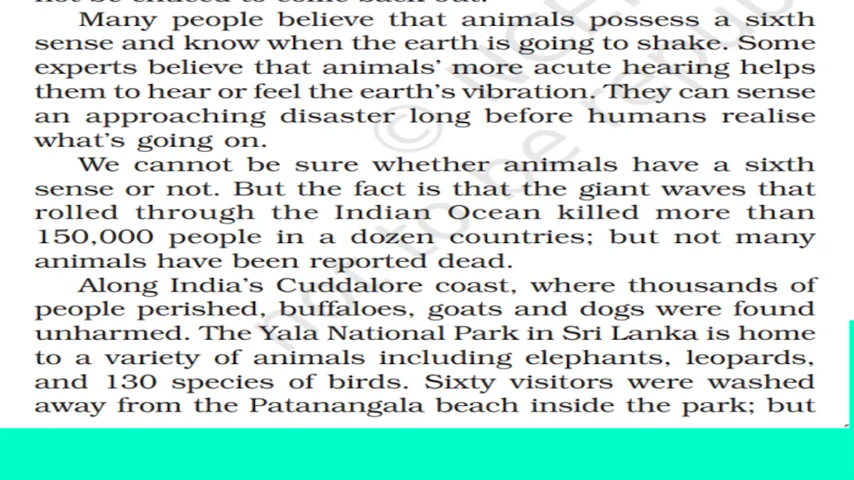 Many people believe that animals possess a sixth
sense and know when the earth is going to shake. Some
experts believe that animals' more acute hearing helps
them to hear or feel the earth's vibration. They can sense
an approaching disaster long before humans realise
what's going on.
We cannot be sure whether animals have a sixth
sense or not. But the fact is that the giant waves that
rolled through the Indian Ocean killed more than
150,000 people in a dozen countries; but not many
animals have been reported dead.
Along India's Cuddalore coast, where thousands of
people perished, buffaloes, goats and dogs were found
unharmed. The Yala National Park in Sri Lanka is home
to a variety of animals including elephants, leopards,
and 130 species of birds. Sixty visitors were washed
away from the Patanangala beach inside the park; but